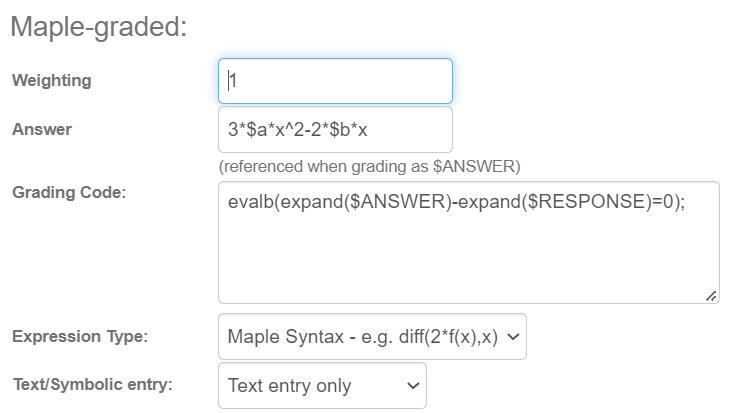 Maple-graded:
Weighting 1
Answer 3*$a*x^2-2*$b*x
(referenced when grading as $ANSWER)
Grading Code: evalb(expand($ANSWER)-expand($RESPONSE)=0);
Expression Type: Maple Syntax - e.g. diff(2*f(x),x)
Text/Symbolic entry: Text entry only